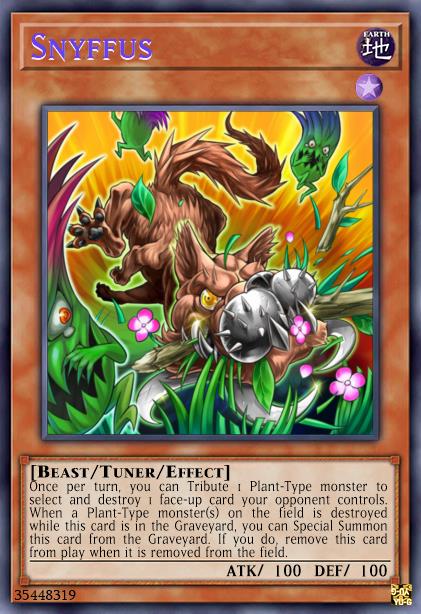 Snyffus
EARTH
地
[Beast/Tuner/Effect]
Once per turn, you can Tribute 1 Plant-Type monster to
select and destroy 1 face-up card your opponent controls.
When a Plant-Type monster(s) on the field is destroyed
while this card is in the Graveyard, you can Special Summon
this card from the Graveyard. If you do, remove this card
from play when it is removed from the field.
ATK/ 100 DEF/ 100
35448319